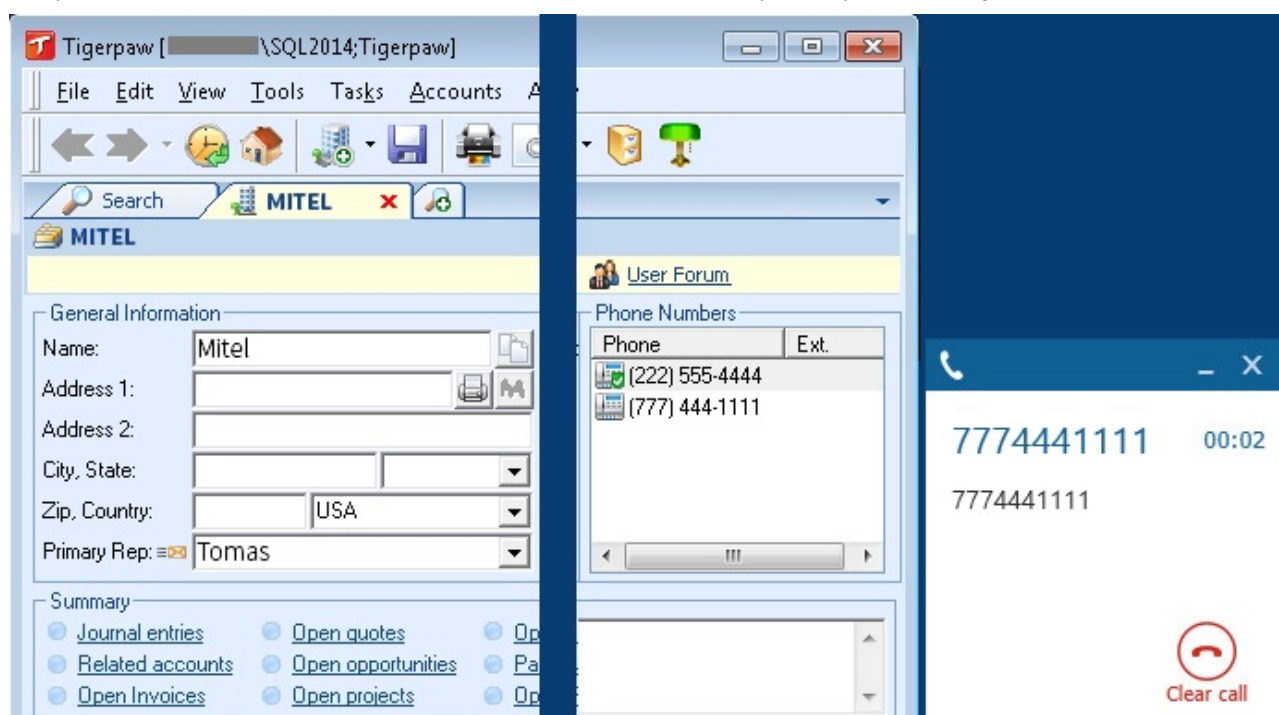 Tigerpaw [ \SQL2014;Tigerpaw]
File Edit View Tools Tasks Accounts
Search MITEL
MITEL
User Forum
General Information
Name: Mitel
Address 1:
Address 2:
City, State:
Zip, Country: USA
Primary Rep: Tomas
Phone Numbers
Phone Ext.
(222) 555-4444
(777) 444-1111
Summary
Journal entries Open quotes
Related accounts Open opportunities
Open Invoices Open projects
7774441111 00:02
7774441111
Clear call